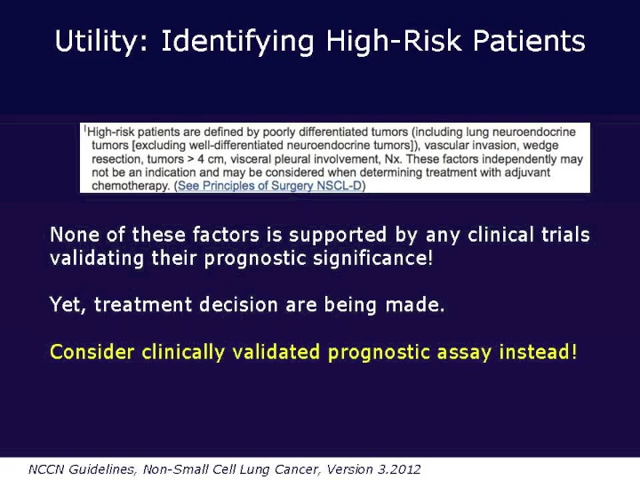 Utility: Identifying High-Risk Patients
lHigh-risk patients are defined by poorly differentiated tumors (including lung neuroendocrine
tumors [excluding well-differentiated neuroendocrine tumors]), vascular invasion, wedge
resection, tumors > 4 cm, visceral pleural involvement, Nx. These factors independently may
not be an indication and may be considered when determining treatment with adjuvant
chemotherapy. (See Principles of Surgery NSCL-D)
None of these factors is supported by any clinical trials
validating their prognostic significance!
Yet, treatment decision are being made.
Consider clinically validated prognostic assay instead!
NCCN Guidelines, Non-Small Cell Lung Cancer, Version 3.2012